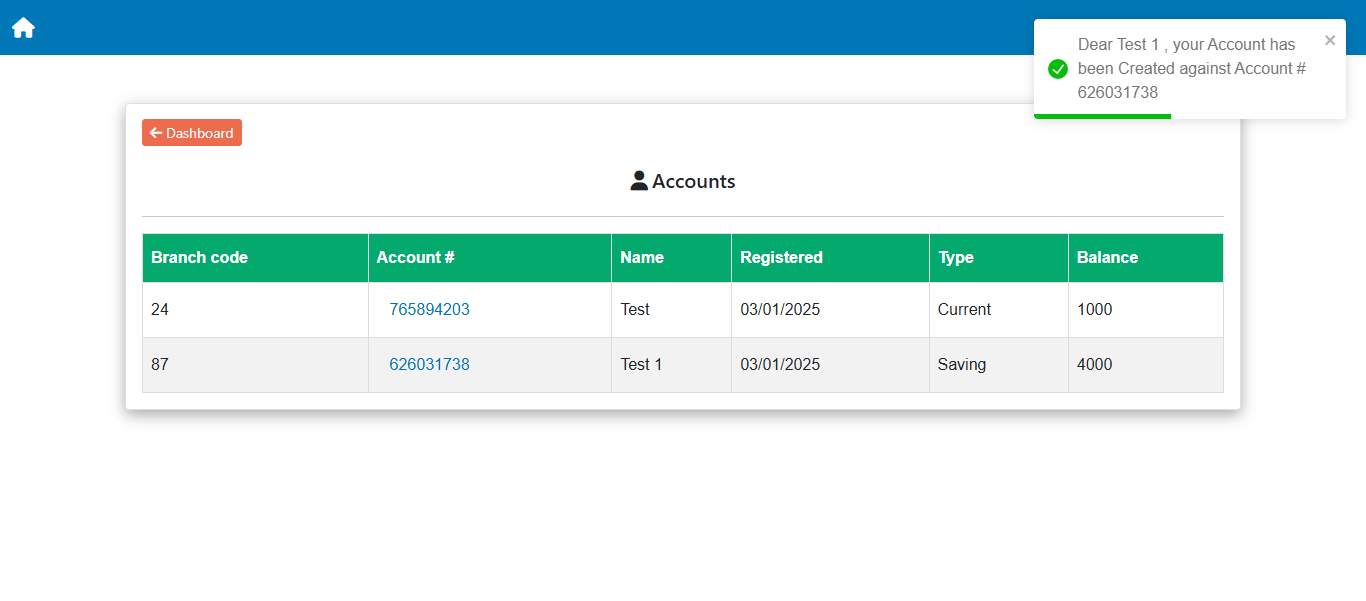 Dear Test 1 , your Account has
been Created against Account #
626031738
Dashboard
Accounts
Branch code Account # Name Registered Type Balance
24 765894203 Test 03/01/2025 Current 1000
87 626031738 Test 1 03/01/2025 Saving 4000